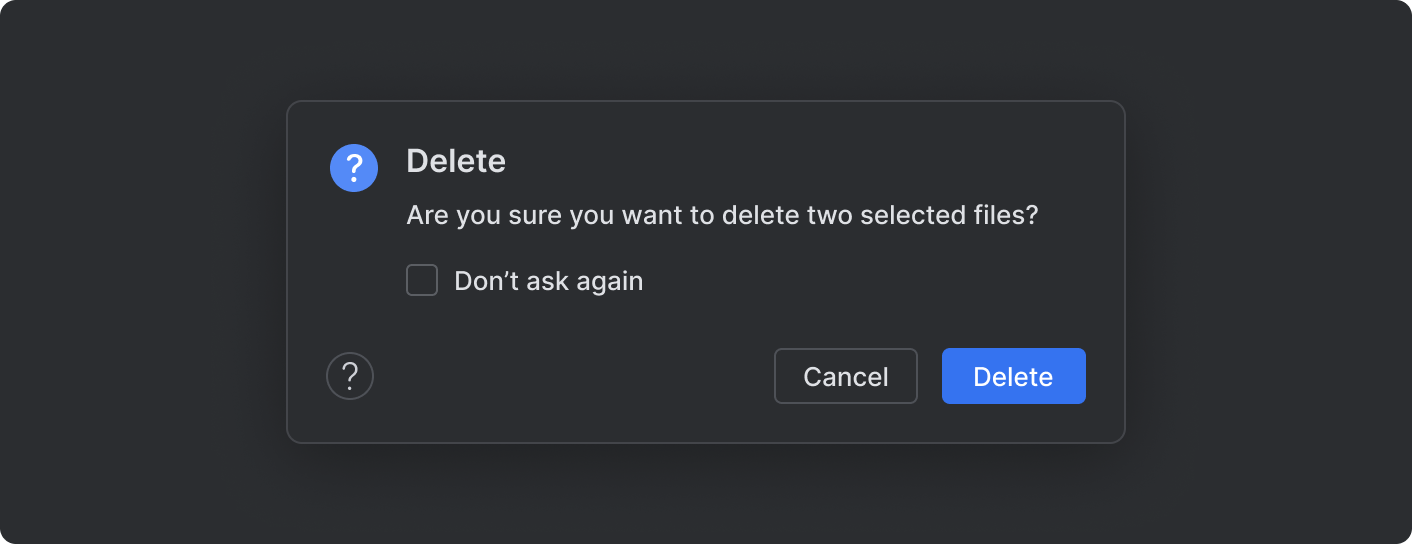 ?
Delete
Are you sure you want to delete two selected files?
Don’t ask again
?
Cancel
Delete